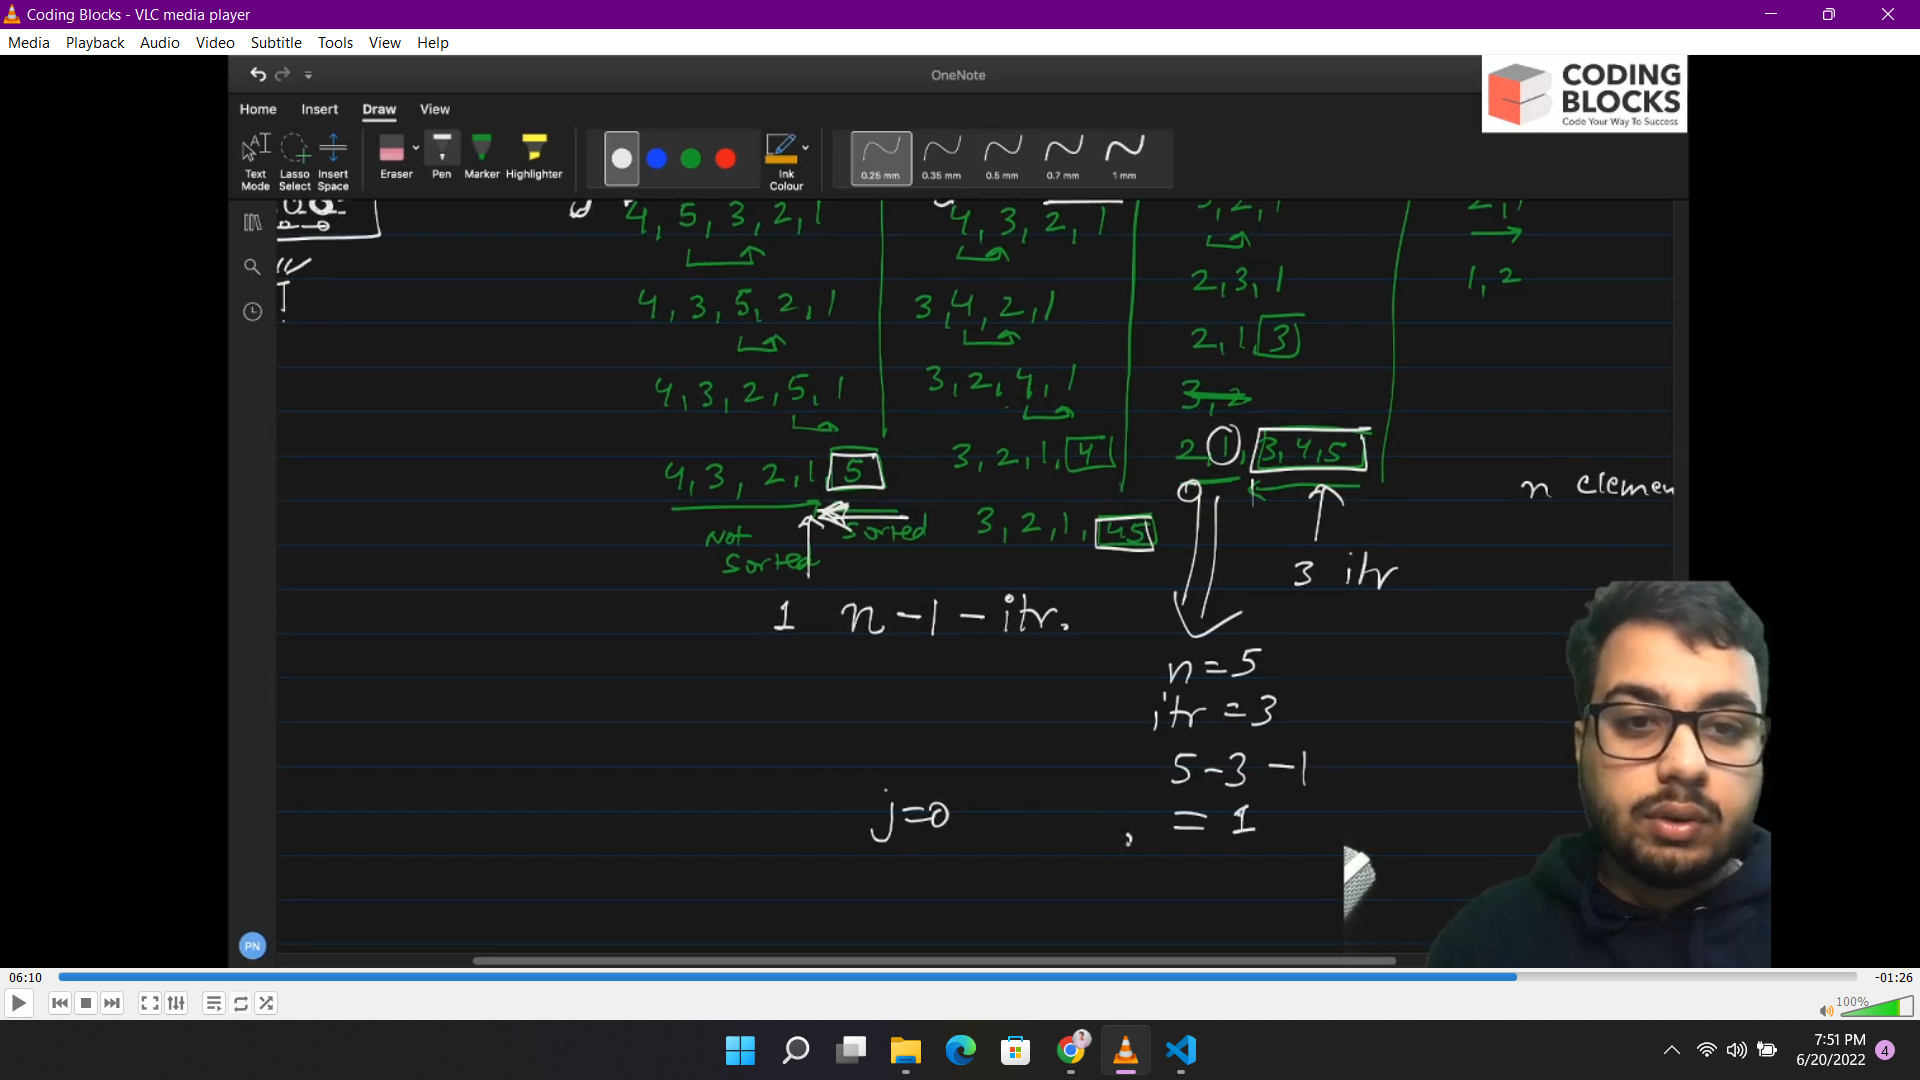 Coding Blocks - VLC media player
Media Playback Audio Video Subtitle Tools View Help
OneNote
CODING BLOCKS
Code Your Way To Success
Home Insert Draw View
Text Mode Lasso Select Insert Space Eraser Pen Marker Highlighter Ink Colour 0.25 mm 0.35 mm 0.5 mm 0.7 mm 1 mm
4, 5, 3, 2, 1
4, 3, 5, 2, 1
4, 3, 2, 5, 1
4, 3, 2, 1 5
Not Sorted
Sorted
4, 3, 2, 1
3, 4, 2, 1
3, 2, 4, 1
3, 2, 1, 4
3, 2, 1, 45
3, 2, 1
2, 3, 1
2, 1, 3
3, 2
2, 1, 3, 4, 5
2, 1
1, 2
n elemen
3 itr
1 n - 1 - itr.
n = 5
itr = 3
5 - 3 - 1
= 1
j = 0 ,
PN
06:10
-01:26
100%
7:51 PM
6/20/2022
4